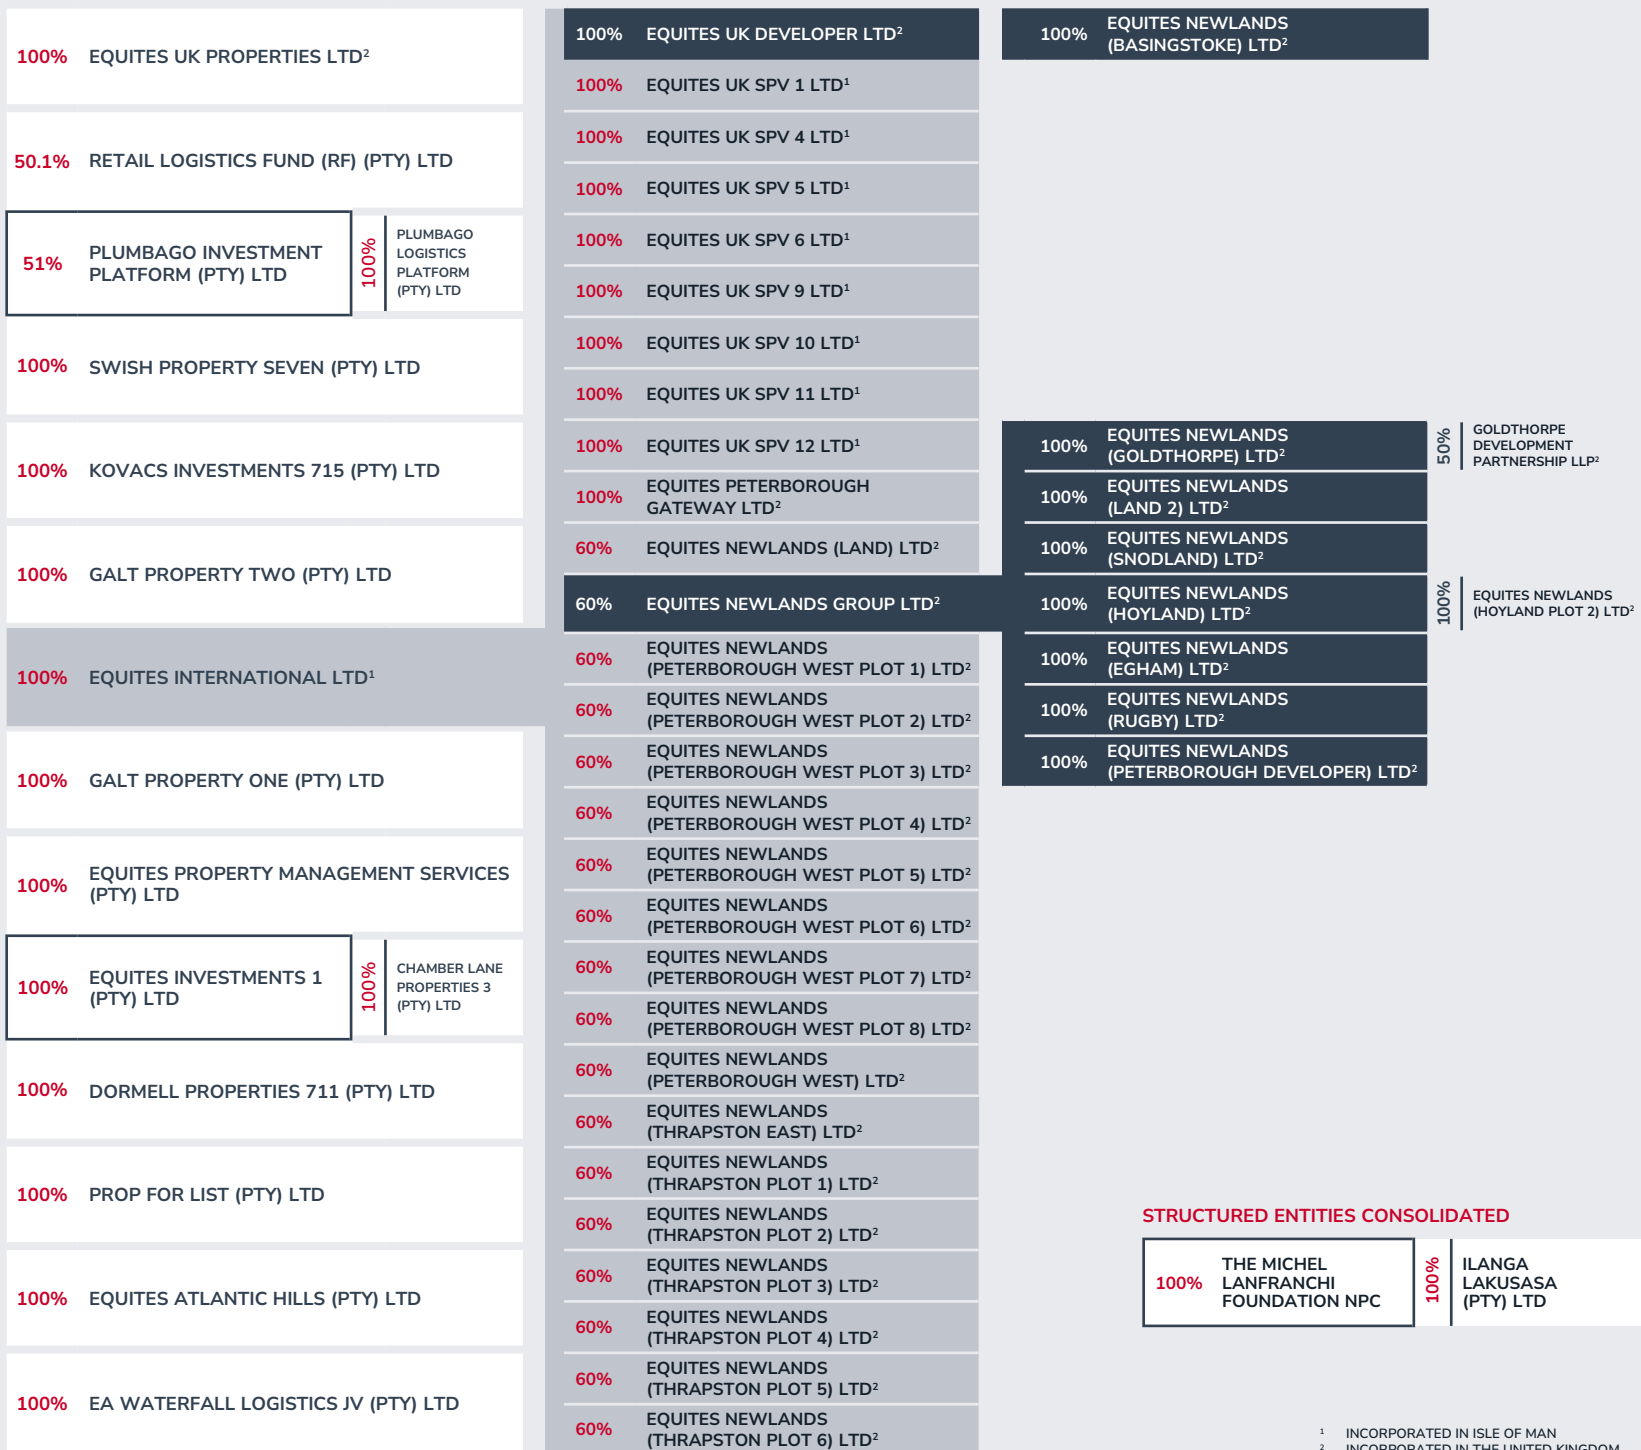 100% EQUITES UK PROPERTIES LTD²
50.1% RETAIL LOGISTICS FUND (RF) (PTY) LTD
51% PLUMBAGO INVESTMENT
PLATFORM (PTY) LTD
100%
PLUMBAGO
LOGISTICS
PLATFORM
(PTY) LTD
100% SWISH PROPERTY SEVEN (PTY) LTD
100% KOVACS INVESTMENTS 715 (PTY) LTD
100% GALT PROPERTY TWO (PTY) LTD
100% EQUITES INTERNATIONAL LTD¹
100% GALT PROPERTY ONE (PTY) LTD
100% EQUITES PROPERTY MANAGEMENT SERVICES
(PTY) LTD
100% EQUITES INVESTMENTS 1
(PTY) LTD
100%
CHAMBER LANE
PROPERTIES 3
(PTY) LTD
100% DORMELL PROPERTIES 711 (PTY) LTD
100% PROP FOR LIST (PTY) LTD
100% EQUITES ATLANTIC HILLS (PTY) LTD
100% EA WATERFALL LOGISTICS JV (PTY) LTD
100% EQUITES UK DEVELOPER LTD²
100% EQUITES UK SPV 1 LTD¹
100% EQUITES UK SPV 4 LTD¹
100% EQUITES UK SPV 5 LTD¹
100% EQUITES UK SPV 6 LTD¹
100% EQUITES UK SPV 9 LTD¹
100% EQUITES UK SPV 10 LTD¹
100% EQUITES UK SPV 11 LTD¹
100% EQUITES UK SPV 12 LTD¹
100% EQUITES PETERBOROUGH
GATEWAY LTD²
60% EQUITES NEWLANDS (LAND) LTD²
60% EQUITES NEWLANDS GROUP LTD²
60% EQUITES NEWLANDS
(PETERBOROUGH WEST PLOT 1) LTD²
60% EQUITES NEWLANDS
(PETERBOROUGH WEST PLOT 2) LTD²
60% EQUITES NEWLANDS
(PETERBOROUGH WEST PLOT 3) LTD²
60% EQUITES NEWLANDS
(PETERBOROUGH WEST PLOT 4) LTD²
60% EQUITES NEWLANDS
(PETERBOROUGH WEST PLOT 5) LTD²
60% EQUITES NEWLANDS
(PETERBOROUGH WEST PLOT 6) LTD²
60% EQUITES NEWLANDS
(PETERBOROUGH WEST PLOT 7) LTD²
60% EQUITES NEWLANDS
(PETERBOROUGH WEST PLOT 8) LTD²
60% EQUITES NEWLANDS
(PETERBOROUGH WEST) LTD²
60% EQUITES NEWLANDS
(THRAPSTON EAST) LTD²
60% EQUITES NEWLANDS
(THRAPSTON PLOT 1) LTD²
60% EQUITES NEWLANDS
(THRAPSTON PLOT 2) LTD²
60% EQUITES NEWLANDS
(THRAPSTON PLOT 3) LTD²
60% EQUITES NEWLANDS
(THRAPSTON PLOT 4) LTD²
60% EQUITES NEWLANDS
(THRAPSTON PLOT 5) LTD²
60% EQUITES NEWLANDS
(THRAPSTON PLOT 6) LTD²
100% EQUITES NEWLANDS
(BASINGSTOKE) LTD²
100% EQUITES NEWLANDS
(GOLDTHORPE) LTD²
50%
GOLDTHORPE
DEVELOPMENT
PARTNERSHIP LLP²
100% EQUITES NEWLANDS
(LAND 2) LTD²
100% EQUITES NEWLANDS
(SNODLAND) LTD²
100% EQUITES NEWLANDS
(HOYLAND) LTD²
100%
EQUITES NEWLANDS
(HOYLAND PLOT 2) LTD²
100% EQUITES NEWLANDS
(EGHAM) LTD²
100% EQUITES NEWLANDS
(RUGBY) LTD²
100% EQUITES NEWLANDS
(PETERBOROUGH DEVELOPER) LTD²
STRUCTURED ENTITIES CONSOLIDATED
100% THE MICHEL
LANFRANCHI
FOUNDATION NPC
100%
ILANGA
LAKUSASA
(PTY) LTD
¹ INCORPORATED IN ISLE OF MAN
² INCORPORATED IN THE UNITED KINGDOM